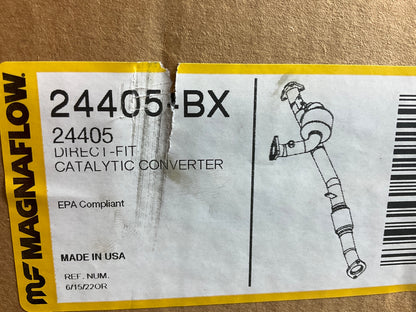 MAGNAFLOW.
24405-BX
24405
DIRECT-FIT
CATALYTIC CONVERTER
EPA Compliant
MADE IN USA
REF. NUM.
6/15/22OR